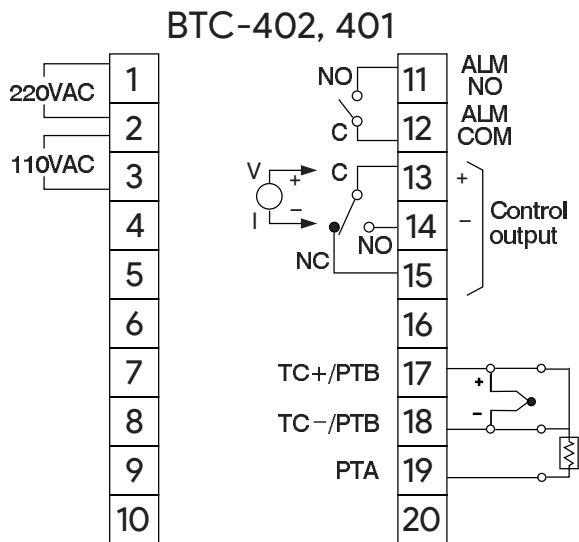 BTC-402, 401
220VAC
110VAC
1
2
3
4
5
6
7
8
9
10
NO
C
11
12
ALM
NO
ALM
COM
V
I
+
−
C
NO
NC
13
14
15
+
−
Control
output
16
TC+/PTB
17
+
TC−/PTB
18
−
PTA
19
20